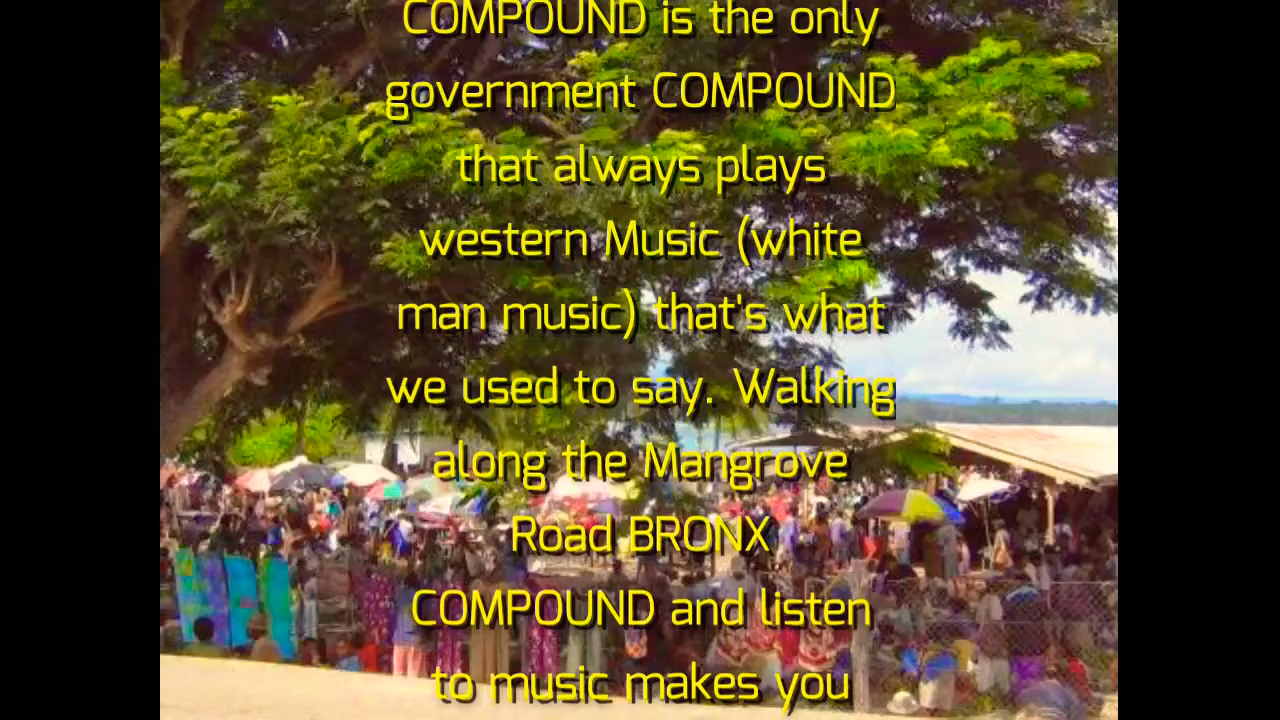 COMPOUND is the only
government COMPOUND
that always plays
western Music (white
man music) that's what
we used to say. Walking
along the Mangrove
Road BRONX
COMPOUND and listen
to music makes you